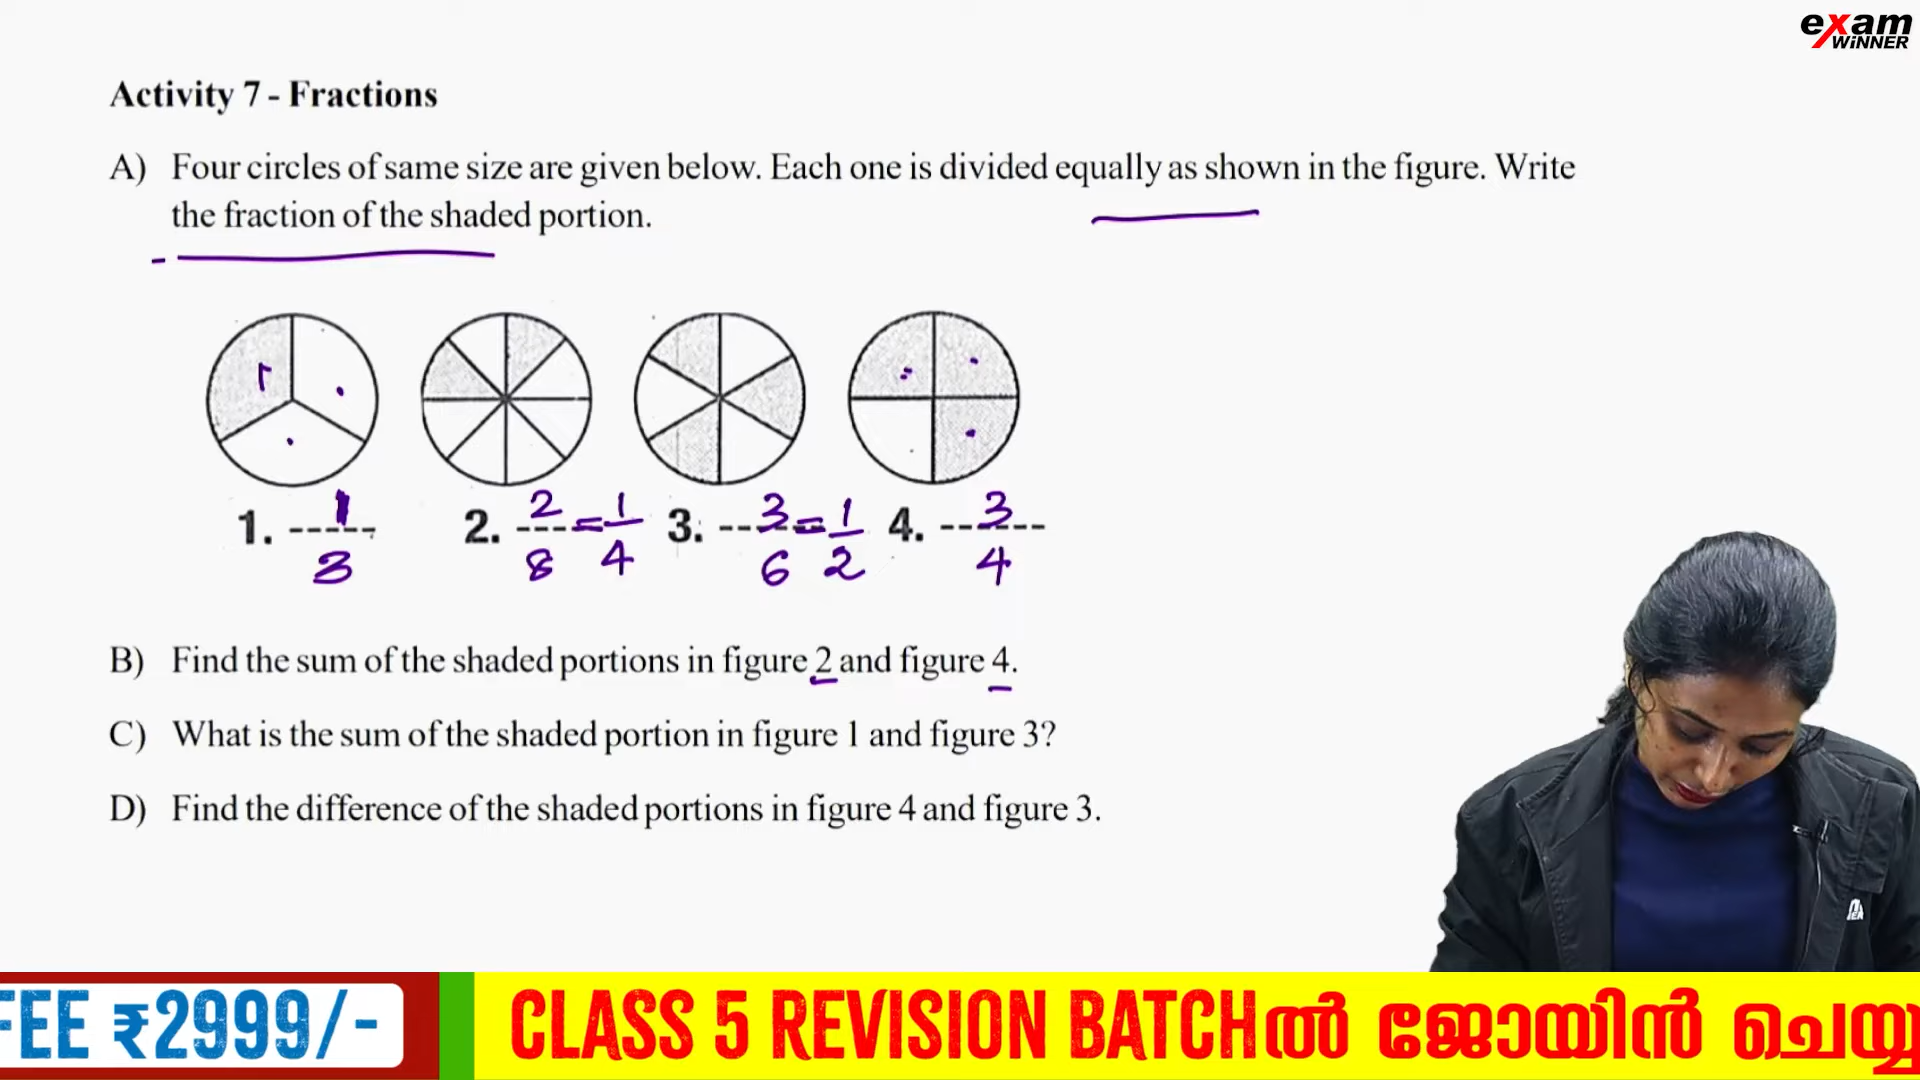 exam
WiNNER
Activity 7 - Fractions
A) Four circles of same size are given below. Each one is divided equally as shown in the figure. Write
the fraction of the shaded portion.
1. 1/3 2. 2/8 = 1/4 3. 3/6 = 1/2 4. 3/4
B) Find the sum of the shaded portions in figure 2 and figure 4.
C) What is the sum of the shaded portion in figure 1 and figure 3?
D) Find the difference of the shaded portions in figure 4 and figure 3.
FEE ₹2999/- CLASS 5 REVISION BATCHൽ ജോയിൻ ചെയ്യ